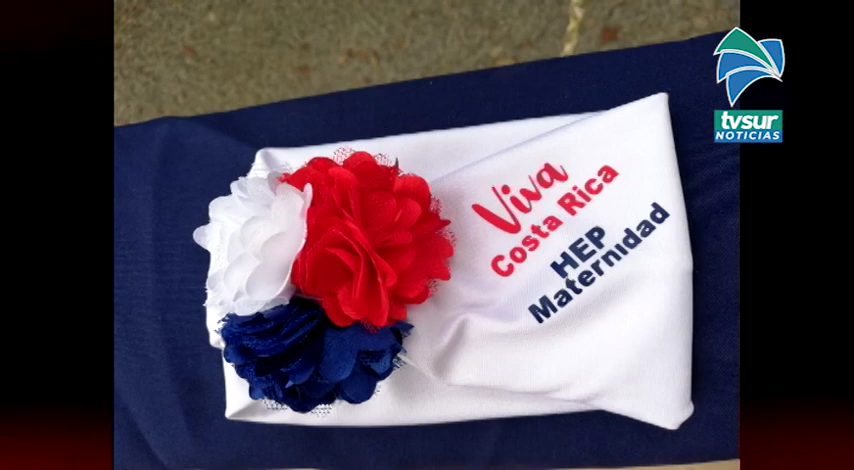 tvsur
NOTICIAS
Viva
Costa Rica
HEP
Maternidad